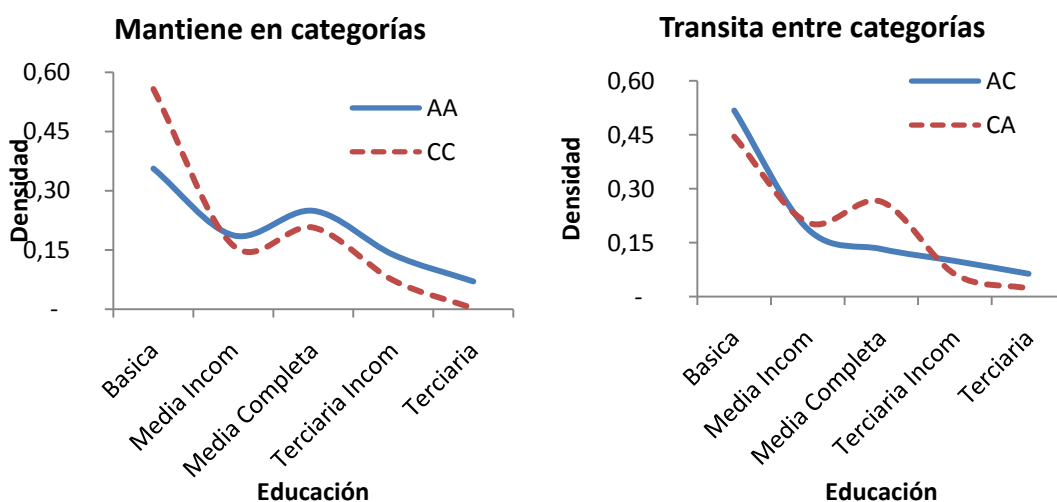 Mantiene en categorías
0,60
0,45
0,30
0,15
-
Densidad
AA
CC
Basica
Media Incom
Media Completa
Terciaria Incom
Terciaria
Educación
Transita entre categorías
0,60
0,45
0,30
0,15
-
Densidad
AC
CA
Basica
Media Incom
Media Completa
Terciaria Incom
Terciaria
Educación